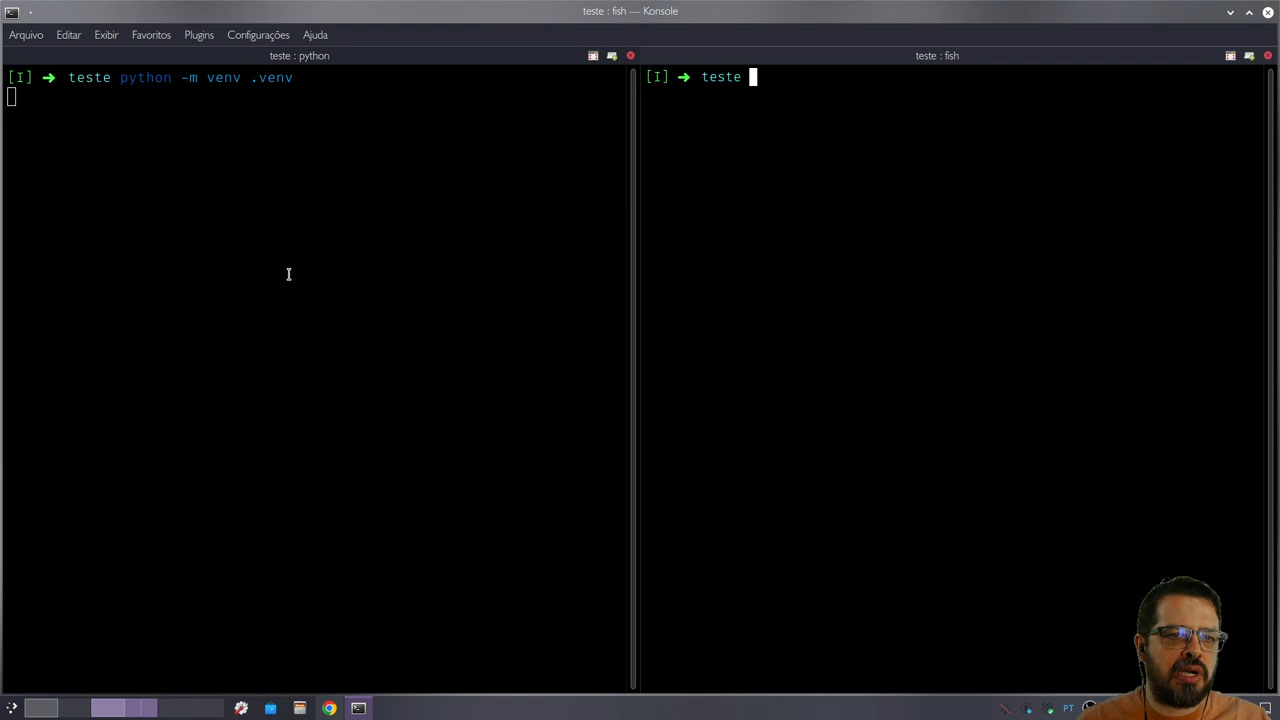 teste : fish — Konsole
Arquivo Editar Exibir Favoritos Plugins Configurações Ajuda
teste : python
[I] ➜ teste python -m venv .venv
teste : fish
[I] ➜ teste
PT